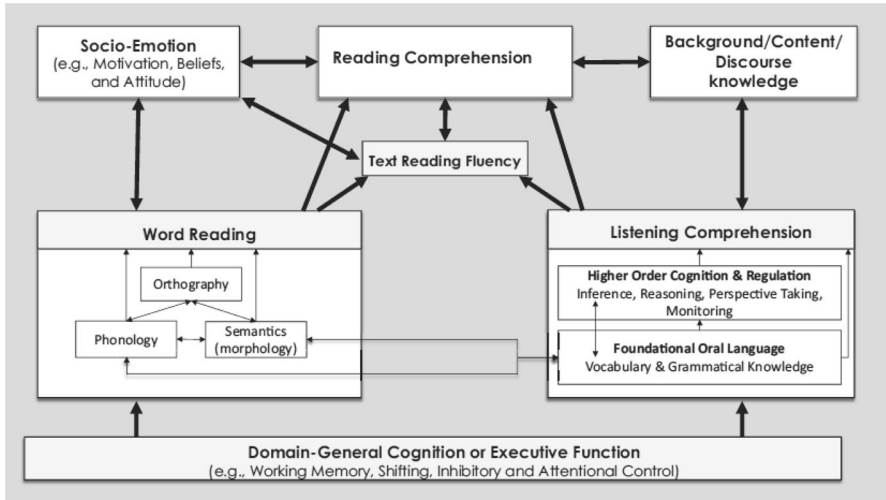 Socio-Emotion
(e.g., Motivation, Beliefs,
and Attitude)
Reading Comprehension
Background/Content/
Discourse
knowledge
Text Reading Fluency
Word Reading
Orthography
Phonology
Semantics
(morphology)
Listening Comprehension
Higher Order Cognition & Regulation
Inference, Reasoning, Perspective Taking,
Monitoring
Foundational Oral Language
Vocabulary & Grammatical Knowledge
Domain-General Cognition or Executive Function
(e.g., Working Memory, Shifting, Inhibitory and Attentional Control)